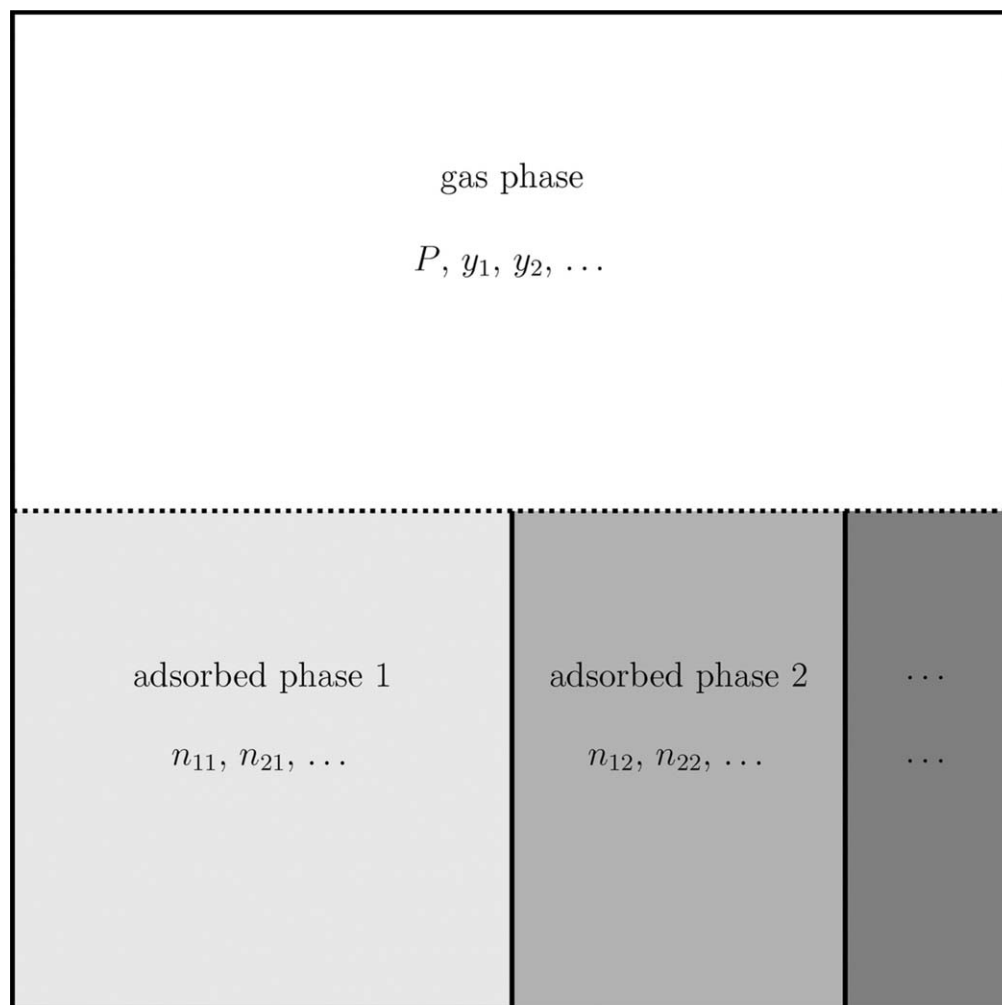 gas phase
P, y₁, y₂, …
adsorbed phase 1
n₁₁, n₂₁, …
adsorbed phase 2
n₁₂, n₂₂, …
…
…